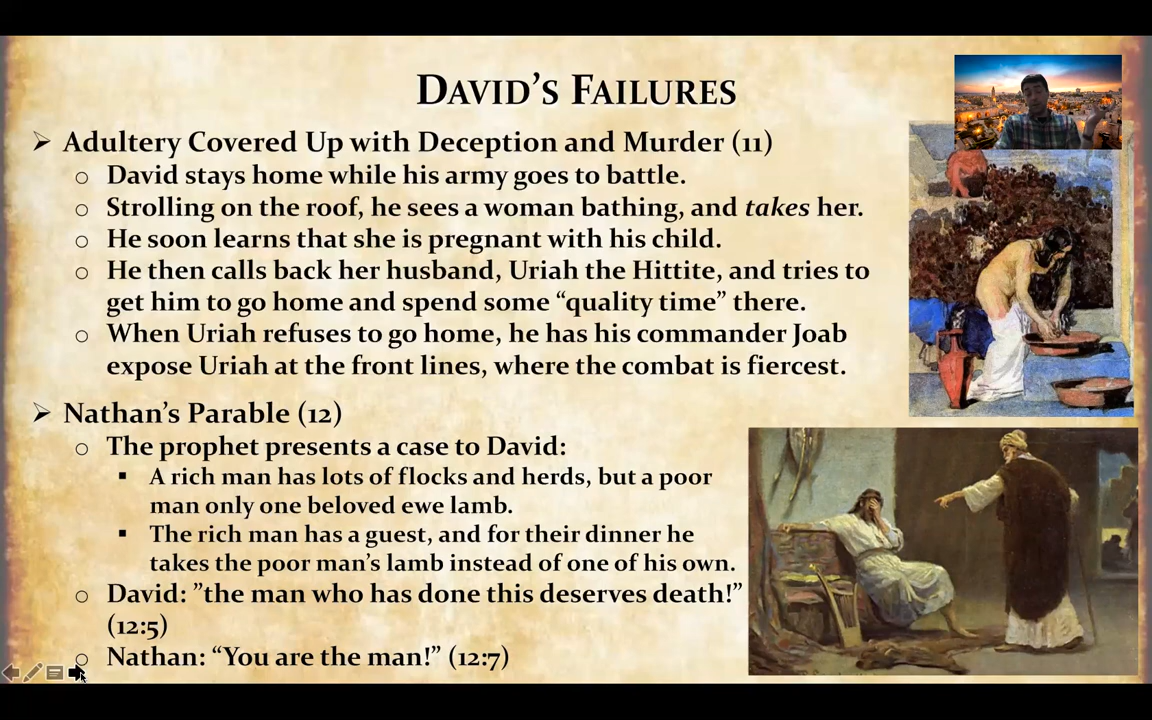 DAVID'S FAILURES
➢ Adultery Covered Up with Deception and Murder (11)
o David stays home while his army goes to battle.
o Strolling on the roof, he sees a woman bathing, and takes her.
o He soon learns that she is pregnant with his child.
o He then calls back her husband, Uriah the Hittite, and tries to
get him to go home and spend some “quality time” there.
o When Uriah refuses to go home, he has his commander Joab
expose Uriah at the front lines, where the combat is fiercest.
➢ Nathan's Parable (12)
o The prophet presents a case to David:
▪ A rich man has lots of flocks and herds, but a poor
man only one beloved ewe lamb.
▪ The rich man has a guest, and for their dinner he
takes the poor man's lamb instead of one of his own.
o David: ”the man who has done this deserves death!”
(12:5)
o Nathan: “You are the man!” (12:7)